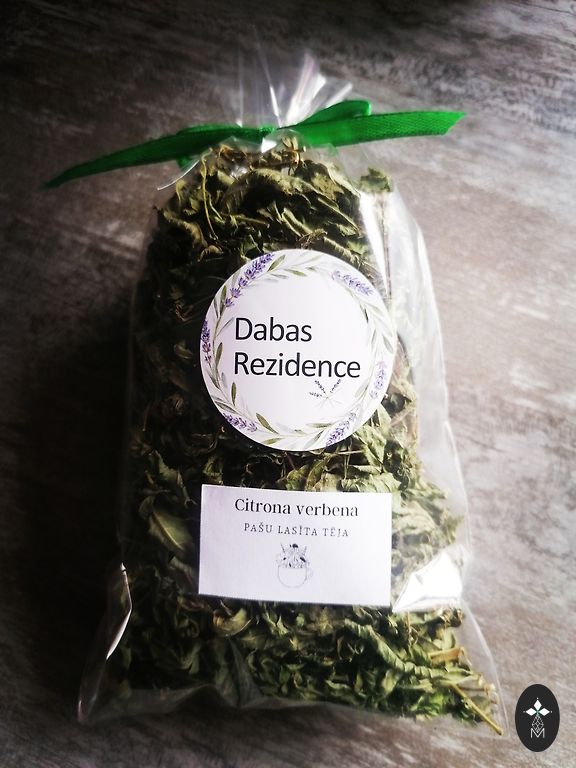 Dabas
Rezidence
Citrona verbena
PAŠU LASĪTA TĒJA
M